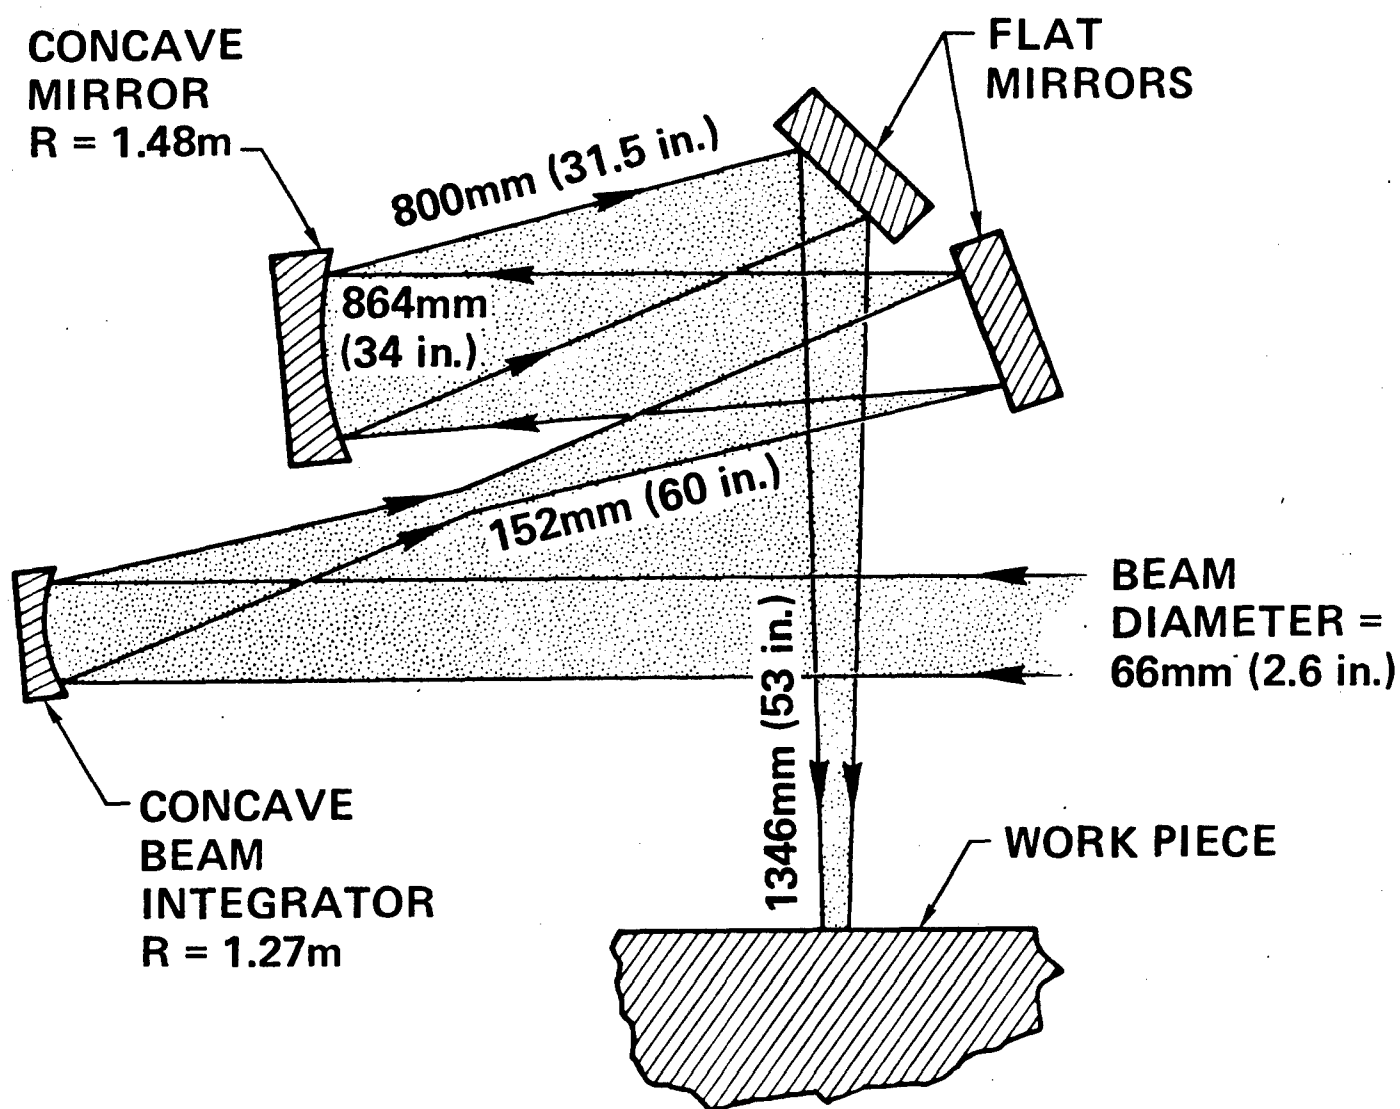 CONCAVE
MIRROR
R = 1.48m
FLAT
MIRRORS
800mm (31.5 in.)
864mm
(34 in.)
152mm (60 in.)
BEAM
DIAMETER =
66mm (2.6 in.)
1346mm (53 in.)
CONCAVE
BEAM
INTEGRATOR
R = 1.27m
WORK PIECE